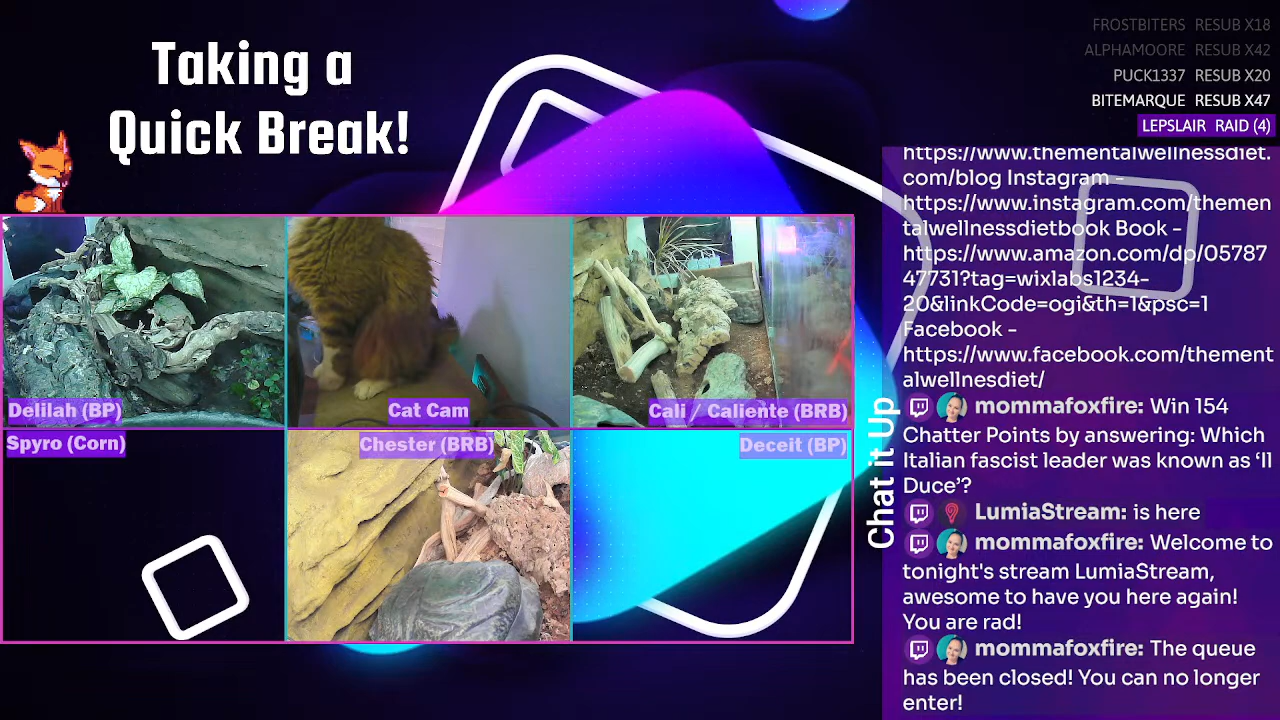 Taking a
Quick Break!
FROSTBITERS RESUB X18
ALPHAMOORE RESUB X42
PUCK1337 RESUB X20
BITEMARQUE RESUB X47
LEPSLAIR RAID (4)
Delilah (BP)
Cat Cam
Cali / Caliente (BRB)
Spyro (Corn)
Chester (BRB)
Deceit (BP)
Chat it Up
https://www.thementalwellnessdiet.
com/blog Instagram -
https://www.instagram.com/themen
talwellnessdietbook Book -
https://www.amazon.com/dp/05787
47731?tag=wixlabs1234-
20&linkCode=ogi&th=1&psc=1
Facebook -
https://www.facebook.com/thement
alwellnesdiet/
mommafoxfire: Win 154
Chatter Points by answering: Which
Italian fascist leader was known as ‘Il
Duce’?
LumiaStream: is here
mommafoxfire: Welcome to
tonight's stream LumiaStream,
awesome to have you here again!
You are rad!
mommafoxfire: The queue
has been closed! You can no longer
enter!